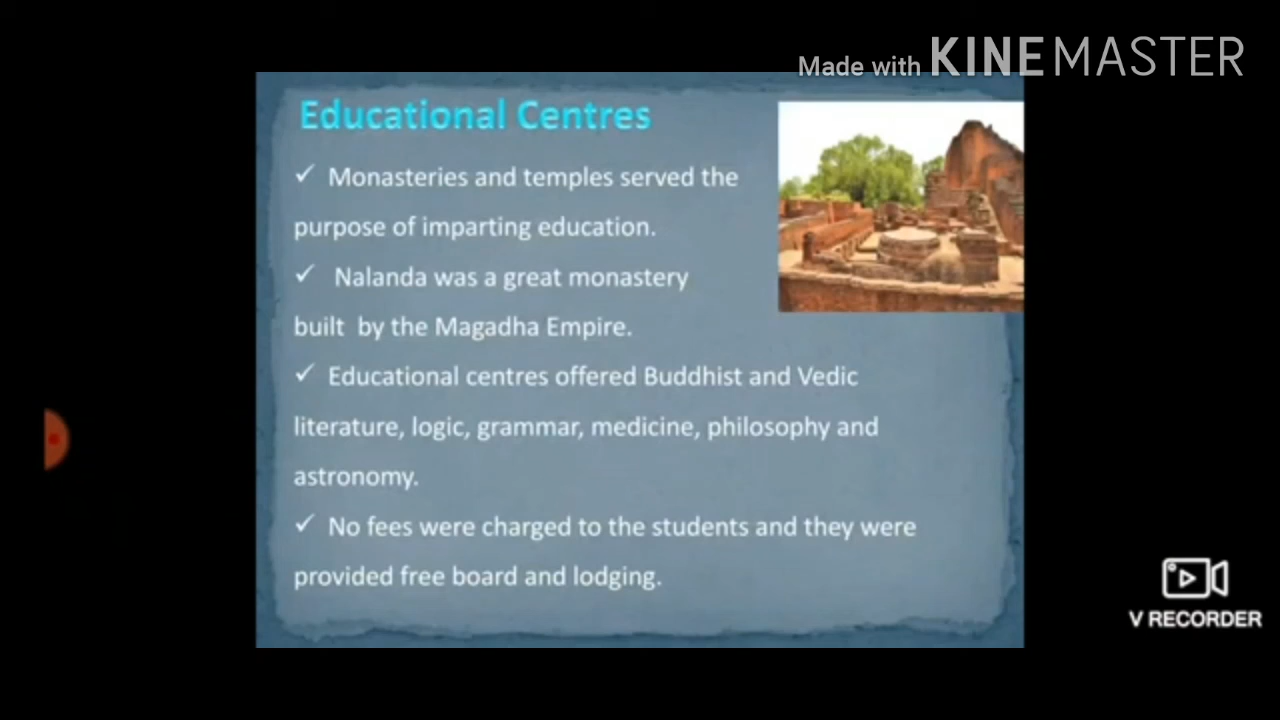 Made with KINEMASTER
Educational Centres
✓ Monasteries and temples served the
purpose of imparting education.
✓ Nalanda was a great monastery
built by the Magadha Empire.
✓ Educational centres offered Buddhist and Vedic
literature, logic, grammar, medicine, philosophy and
astronomy.
✓ No fees were charged to the students and they were
provided free board and lodging.
V RECORDER